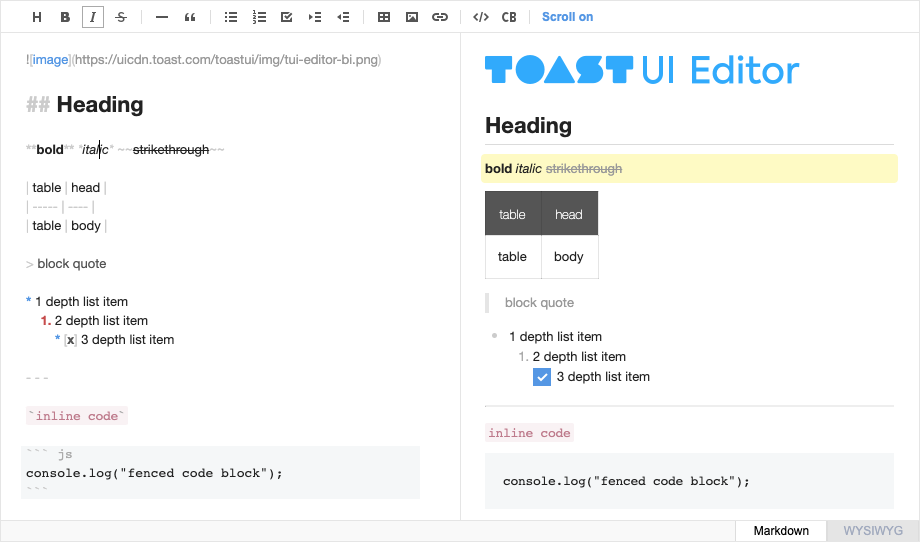 H B I S CB Scroll on
![image](https://uicdn.toast.com/toastui/img/tui-editor-bi.png)
## Heading
**bold** *italic* ~~strikethrough~~
| table | head |
| ----- | ---- |
| table | body |
> block quote
* 1 depth list item
1. 2 depth list item
* [x] 3 depth list item
- - -
`inline code`
``` js
console.log("fenced code block");
```
TOAST UI Editor
Heading
bold italic strikethrough
table head
table body
block quote
1 depth list item
1. 2 depth list item
3 depth list item
inline code
console.log("fenced code block");
Markdown WYSIWYG